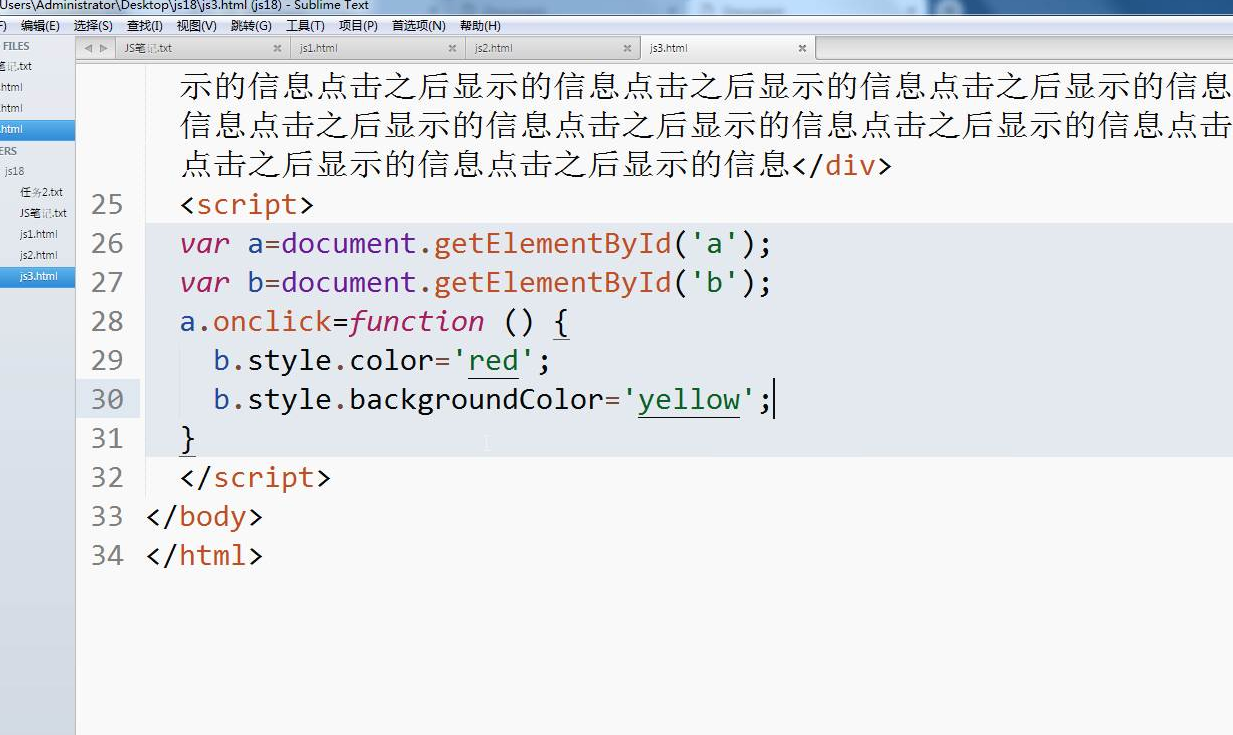 Users\Administrator\Desktop\js18\js3.html (js18) - Sublime Text
编辑(E) 选择(S) 查找(I) 视图(V) 跳转(G) 工具(T) 项目(P) 首选项(N) 帮助(H)
FILES
JS笔记.txt js1.html js2.html js3.html
笔记.txt
.html
.html
.html
ERS
js18
任务2.txt
JS笔记.txt
js1.html
js2.html
js3.html
示的信息点击之后显示的信息点击之后显示的信息点击之后显示的信息
信息点击之后显示的信息点击之后显示的信息点击之后显示的信息点击
点击之后显示的信息点击之后显示的信息</div>
25 <script>
26 var a=document.getElementById('a');
27 var b=document.getElementById('b');
28 a.onclick=function () {
29 b.style.color='red';
30 b.style.backgroundColor='yellow';
31 }
32 </script>
33 </body>
34 </html>